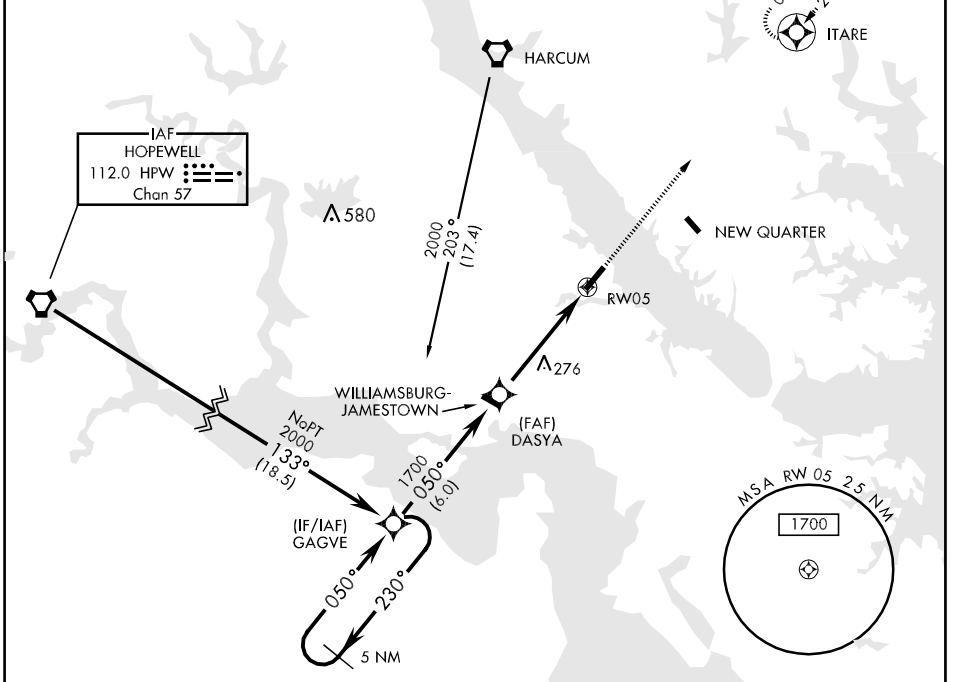 ITARE
HARCUM
IAF
HOPEWELL
112.0 HPW
Chan 57
580
2000
203°
(17.4)
NEW QUARTER
RW05
276
WILLIAMSBURG-
JAMESTOWN
(FAF)
DASYA
NoPT
2000
133°
(18.5)
1700
050°
(6.0)
(IF/IAF)
GAGVE
050°
230°
5 NM
MSA RW 05 25 NM
1700